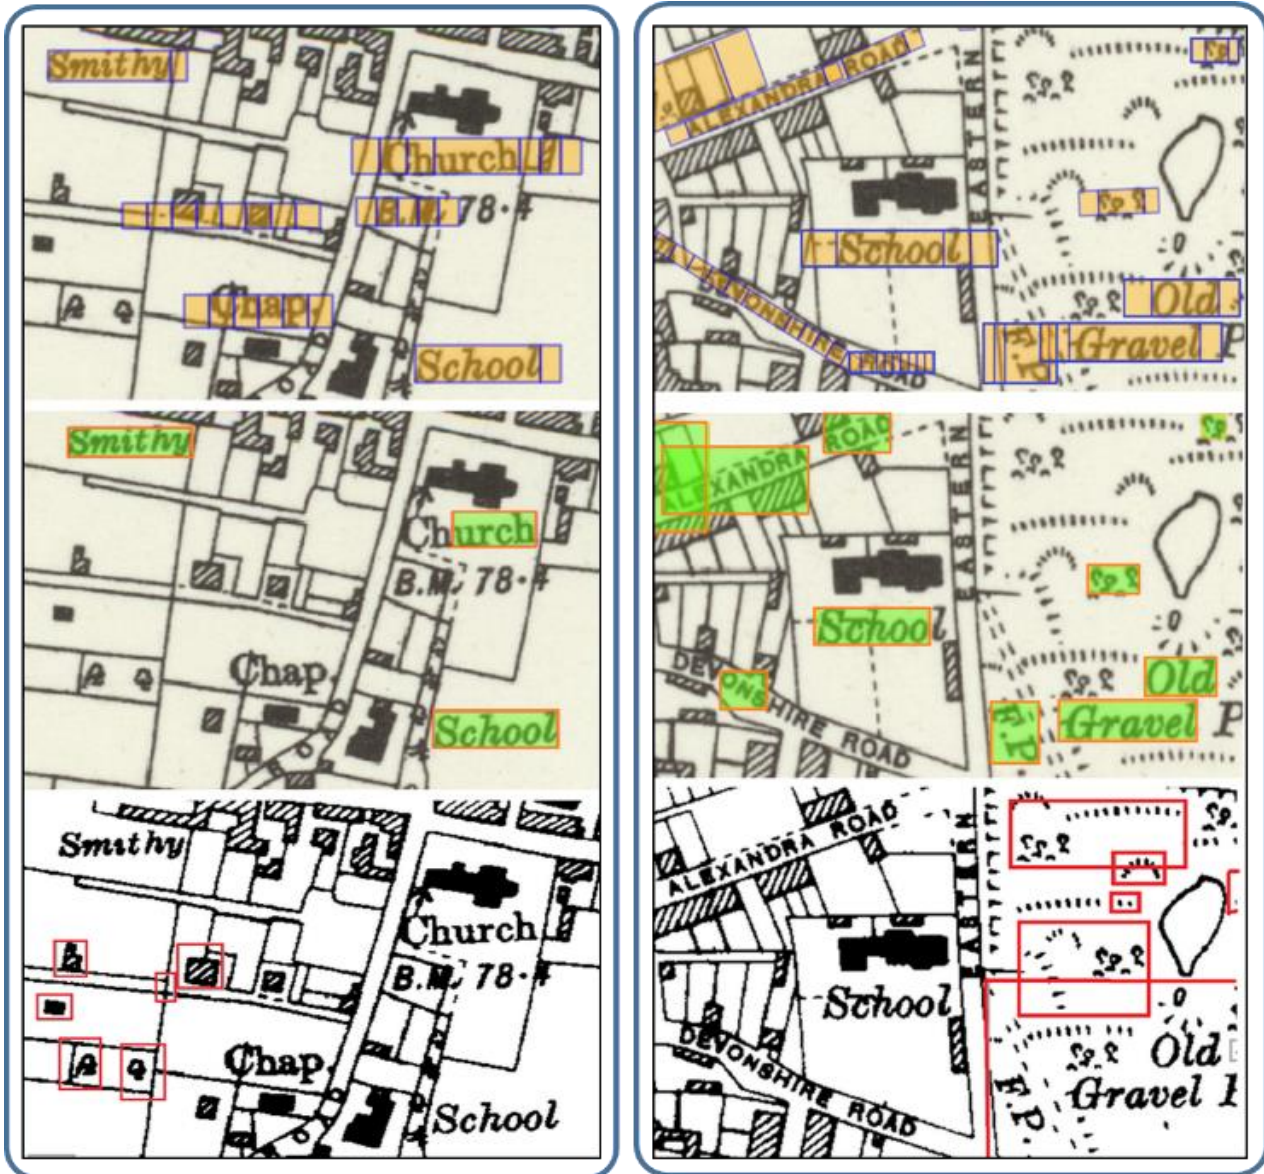 Smithy
Church
B.M. 78·4
Chap.
School
Smithy
Church
B.M. 78·4
Chap.
School
Smithy
Church
B.M. 78·4
Chap.
School
ALEXANDRA ROAD
EASTERN
School
DEVONSHIRE ROAD
Old
Gravel P
F.P.
ALEXANDRA ROAD
EASTERN
School
DEVONSHIRE ROAD
Old
Gravel P
F.P.
ALEXANDRA ROAD
EASTERN
School
DEVONSHIRE ROAD
Old
Gravel
F.P.